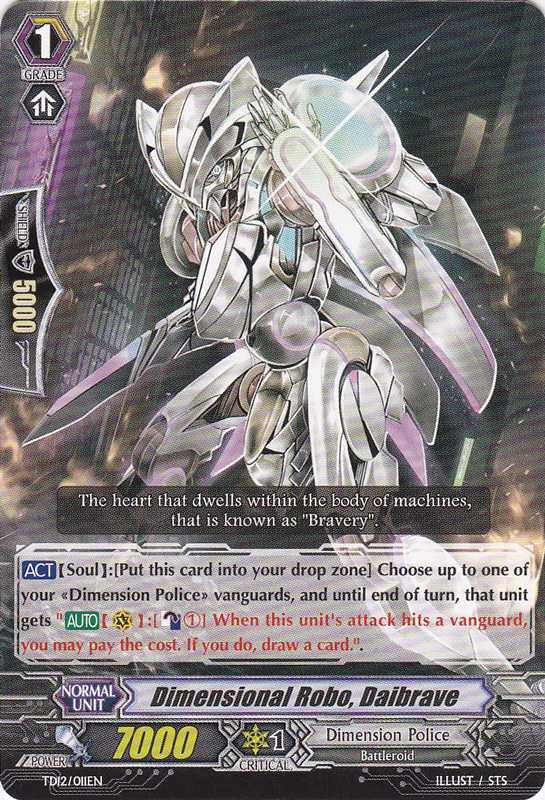 1
GRADE
SHIELD
5000
The heart that dwells within the body of machines,
that is known as "Bravery".
ACT【Soul】:[Put this card into your drop zone] Choose up to one of
your «Dimension Police» vanguards, and until end of turn, that unit
gets "AUTO【 】:[ ①] When this unit's attack hits a vanguard,
you may pay the cost. If you do, draw a card.".
NORMAL
UNIT
Dimensional Robo, Daibrave
POWER
7000
1
CRITICAL
Dimension Police
Battleroid
TD12/011EN
ILLUST / STS